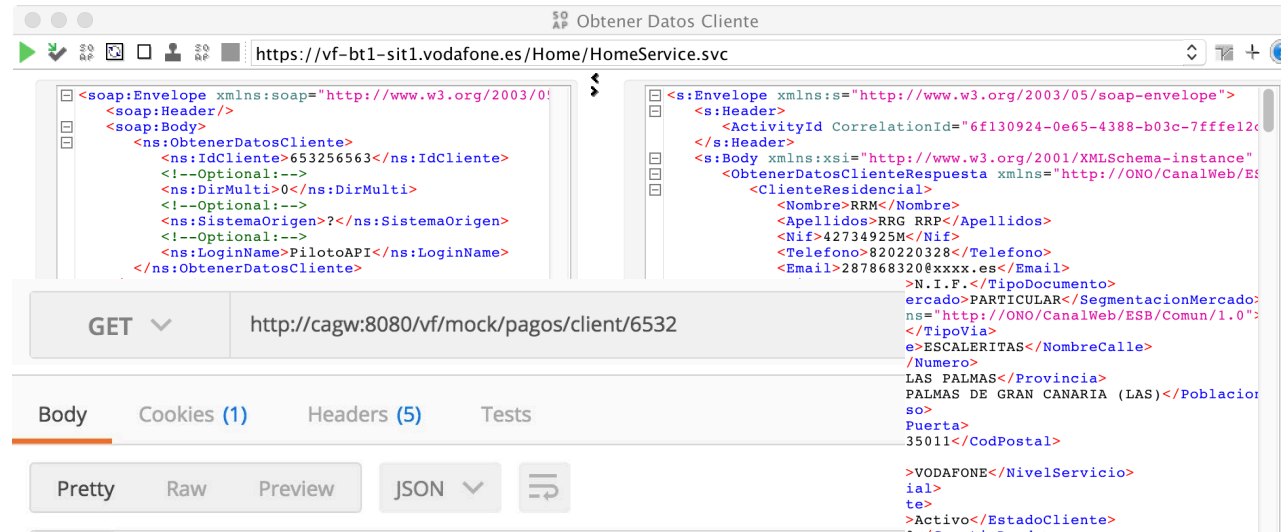 SO AP Obtener Datos Cliente
https://vf-bt1-sit1.vodafone.es/Home/HomeService.svc
<soap:Envelope xmlns:soap="http://www.w3.org/2003/05
<soap:Header/>
<soap:Body>
<ns:ObtenerDatosCliente>
<ns:IdCliente>653256563</ns:IdCliente>
<!--Optional:-->
<ns:DirMulti>0</ns:DirMulti>
<!--Optional:-->
<ns:SistemaOrigen>?</ns:SistemaOrigen>
<!--Optional:-->
<ns:LoginName>PilotoAPI</ns:LoginName>
</ns:ObtenerDatosCliente>
<s:Envelope xmlns:s="http://www.w3.org/2003/05/soap-envelope">
<s:Header>
<ActivityId CorrelationId="6f130924-0e65-4388-b03c-7fffe12
</s:Header>
<s:Body xmlns:xsi="http://www.w3.org/2001/XMLSchema-instance"
<ObtenerDatosClienteRespuesta xmlns="http://ONO/CanalWeb/ES
<ClienteResidencial>
<Nombre>RRM</Nombre>
<Apellidos>RRG RRP</Apellidos>
<Nif>42734925M</Nif>
<Telefono>820220328</Telefono>
<Email>287868320@xxxx.es</Email>
>N.I.F.</TipoDocumento>
ercado>PARTICULAR</SegmentacionMercado>
ns="http://ONO/CanalWeb/ESB/Comun/1.0">
</TipoVia>
e>ESCALERITAS</NombreCalle>
/Numero>
LAS PALMAS</Provincia>
PALMAS DE GRAN CANARIA (LAS)</Poblacion
so>
Puerta>
35011</CodPostal>
>VODAFONE</NivelServicio>
ial>
te>
>Activo</EstadoCliente>
GET
http://cagw:8080/vf/mock/pagos/client/6532
Body Cookies (1) Headers (5) Tests
Pretty Raw Preview JSON